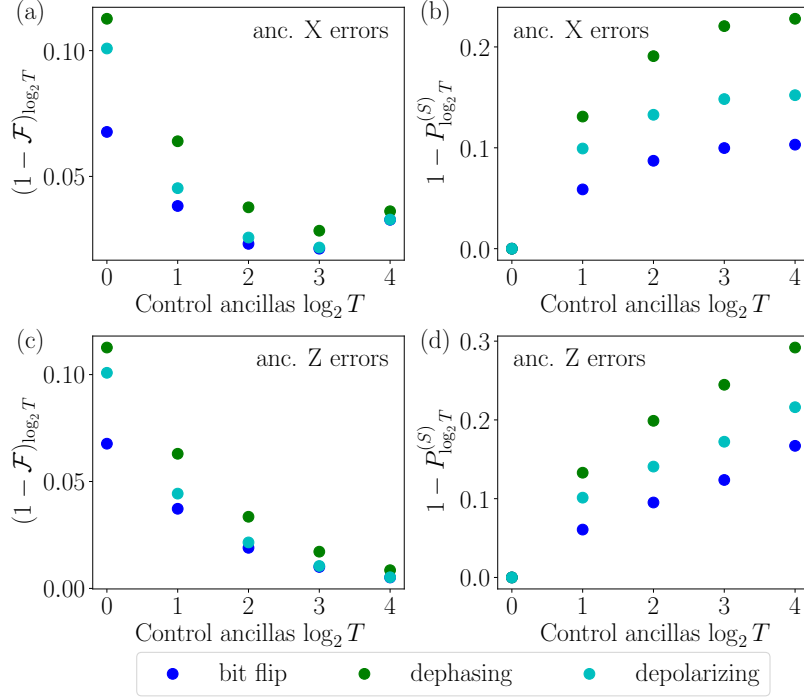 (a)
anc. X errors
0.10
0.05
(1 − 𝓕)_{log₂ T}
0 1 2 3 4
Control ancillas log₂ T
(b)
anc. X errors
0.2
0.1
0.0
1 − P^{(S)}_{log₂ T}
0 1 2 3 4
Control ancillas log₂ T
(c)
anc. Z errors
0.10
0.05
0.00
(1 − 𝓕)_{log₂ T}
0 1 2 3 4
Control ancillas log₂ T
(d)
anc. Z errors
0.3
0.2
0.1
0.0
1 − P^{(S)}_{log₂ T}
0 1 2 3 4
Control ancillas log₂ T
bit flip dephasing depolarizing